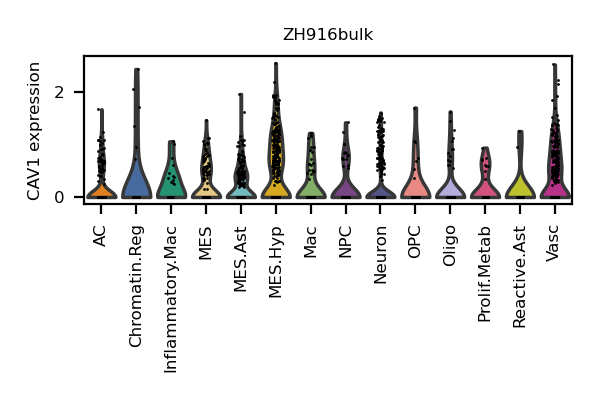 ZH916bulk
CAV1 expression
2
0
AC
Chromatin.Reg
Inflammatory.Mac
MES
MES.Ast
MES.Hyp
Mac
NPC
Neuron
OPC
Oligo
Prolif.Metab
Reactive.Ast
Vasc